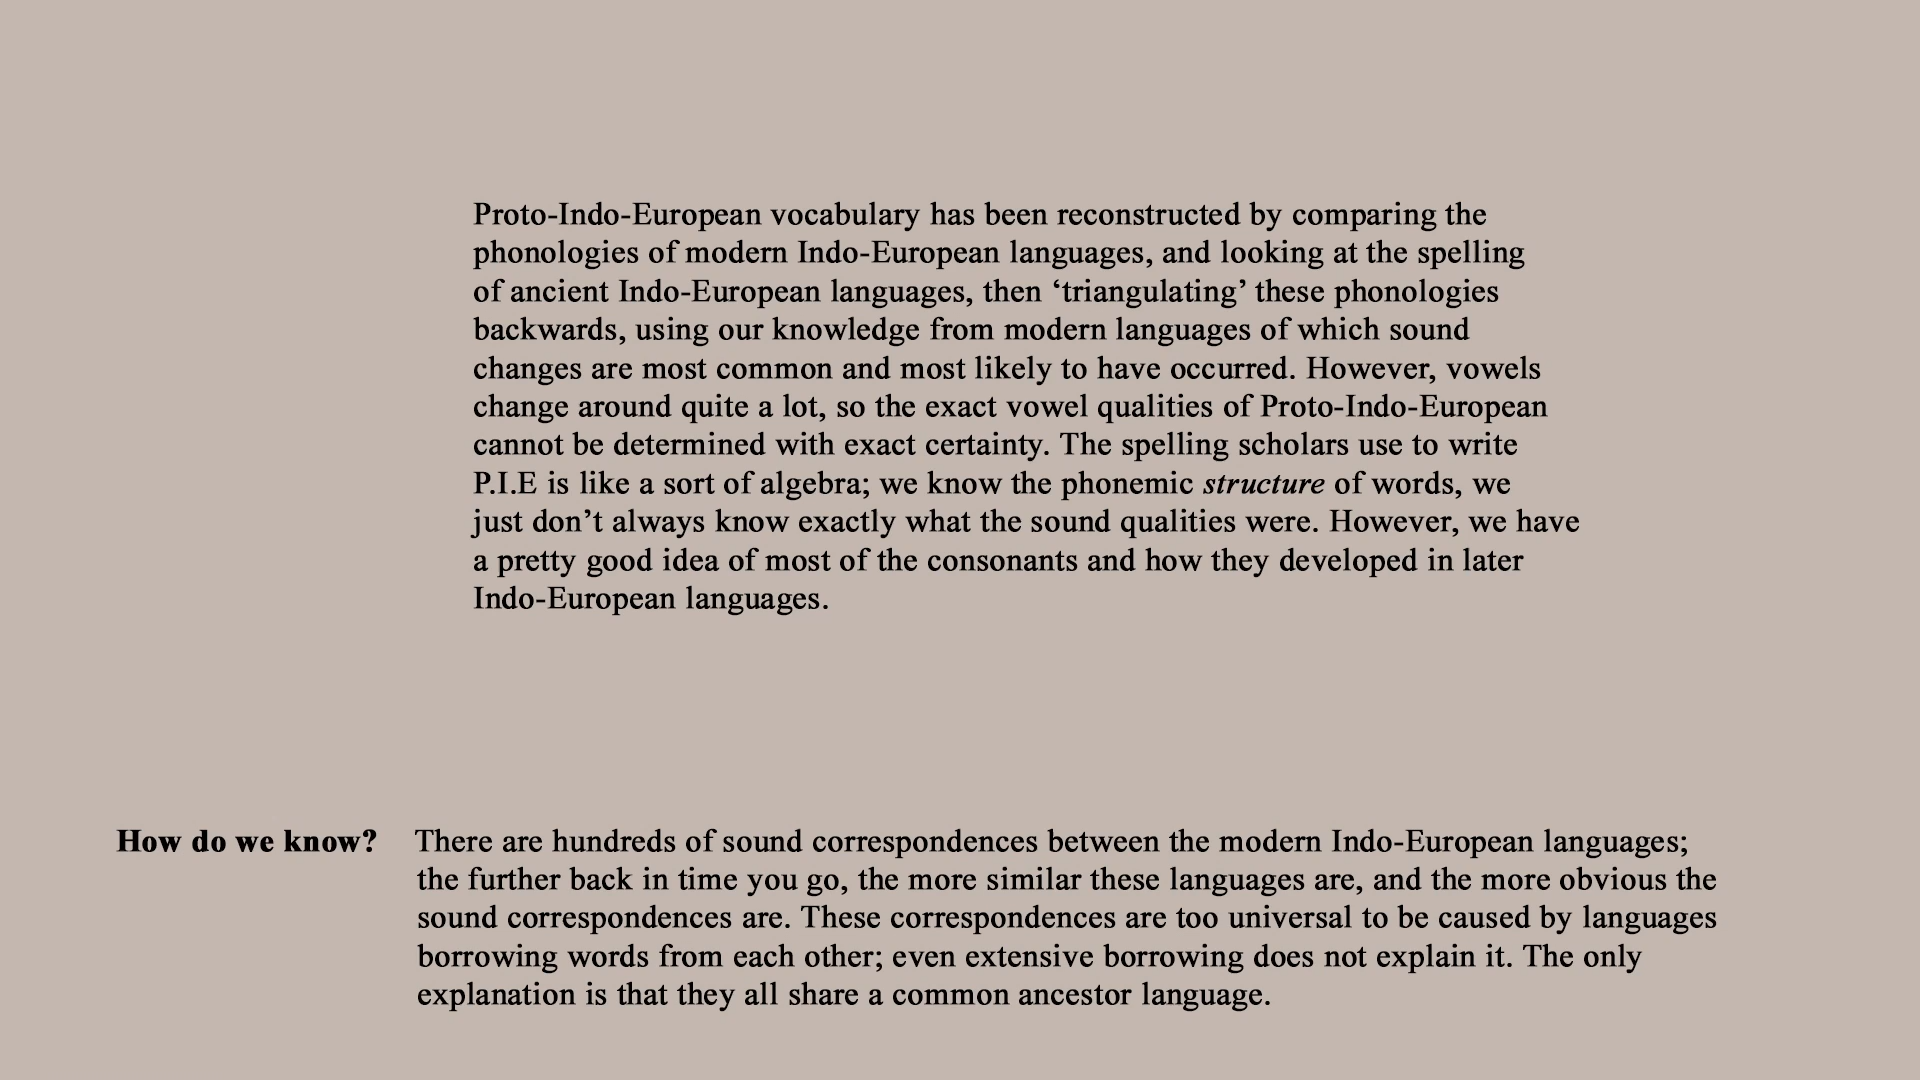 Proto-Indo-European vocabulary has been reconstructed by comparing the
phonologies of modern Indo-European languages, and looking at the spelling
of ancient Indo-European languages, then ‘triangulating’ these phonologies
backwards, using our knowledge from modern languages of which sound
changes are most common and most likely to have occurred. However, vowels
change around quite a lot, so the exact vowel qualities of Proto-Indo-European
cannot be determined with exact certainty. The spelling scholars use to write
P.I.E is like a sort of algebra; we know the phonemic structure of words, we
just don’t always know exactly what the sound qualities were. However, we have
a pretty good idea of most of the consonants and how they developed in later
Indo-European languages.
How do we know? There are hundreds of sound correspondences between the modern Indo-European languages;
the further back in time you go, the more similar these languages are, and the more obvious the
sound correspondences are. These correspondences are too universal to be caused by languages
borrowing words from each other; even extensive borrowing does not explain it. The only
explanation is that they all share a common ancestor language.